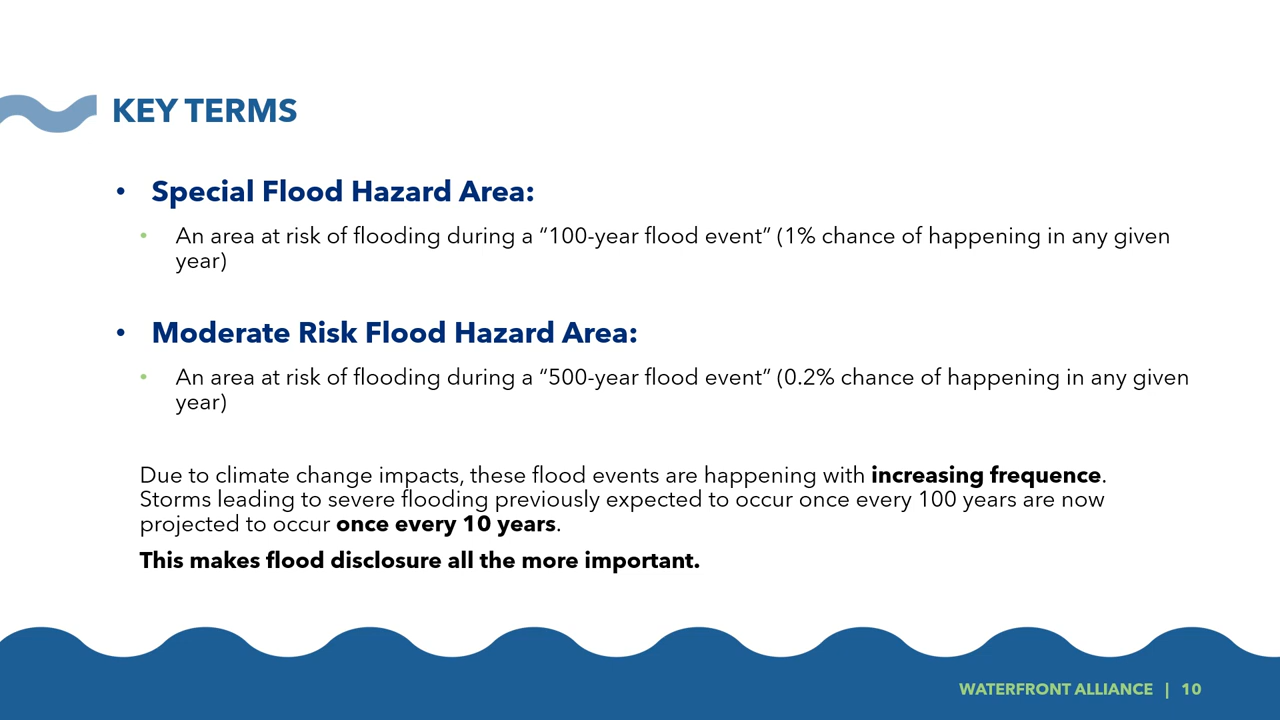 KEY TERMS
• Special Flood Hazard Area:
• An area at risk of flooding during a “100-year flood event” (1% chance of happening in any given
year)
• Moderate Risk Flood Hazard Area:
• An area at risk of flooding during a “500-year flood event” (0.2% chance of happening in any given
year)
Due to climate change impacts, these flood events are happening with increasing frequence.
Storms leading to severe flooding previously expected to occur once every 100 years are now
projected to occur once every 10 years.
This makes flood disclosure all the more important.
WATERFRONT ALLIANCE | 10